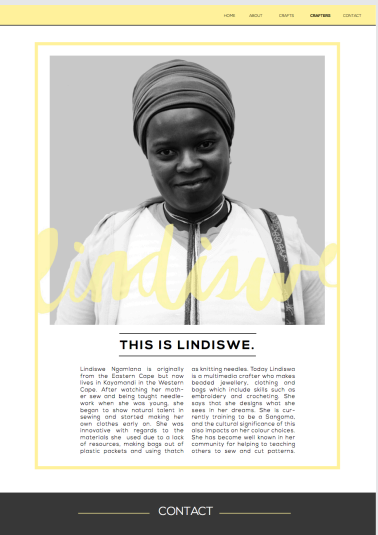 HOME ABOUT CRAFTS CRAFTERS CONTACT
lindiswe
THIS IS LINDISWE.
Lindiswe Ngamlana is originally
from the Eastern Cape but now
lives in Kayamandi in the Western
Cape. After watching her moth-
er sew and being taught needle-
work when she was young, she
began to show natural talent in
sewing and started making her
own clothes early on. She was
innovative with regards to the
materials she used due to a lack
of resources, making bags out of
plastic packets and using thatch
as knitting needles. Today Lindiswe
is a multimedia crafter who makes
beaded jewellery, clothing and
bags which include skills such as
embroidery and crocheting. She
says that she designs what she
sees in her dreams. She is cur-
rently training to be a Sangoma,
and the cultural significance of this
also impacts on her colour choices.
She has become well known in her
community for helping to teaching
others to sew and cut patterns.
CONTACT